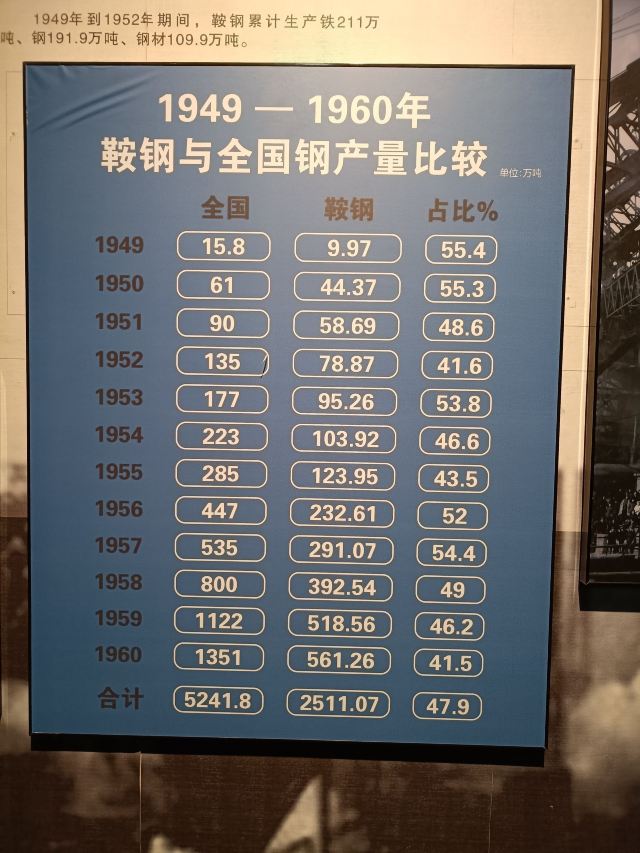 1949年到1952年期间，鞍钢累计生产铁211万
吨、钢191.9万吨、钢材109.9万吨。
1949 — 1960年
鞍钢与全国钢产量比较
单位:万吨
全国 鞍钢 占比%
1949 15.8 9.97 55.4
1950 61 44.37 55.3
1951 90 58.69 48.6
1952 135 78.87 41.6
1953 177 95.26 53.8
1954 223 103.92 46.6
1955 285 123.95 43.5
1956 447 232.61 52
1957 535 291.07 54.4
1958 800 392.54 49
1959 1122 518.56 46.2
1960 1351 561.26 41.5
合计 5241.8 2511.07 47.9